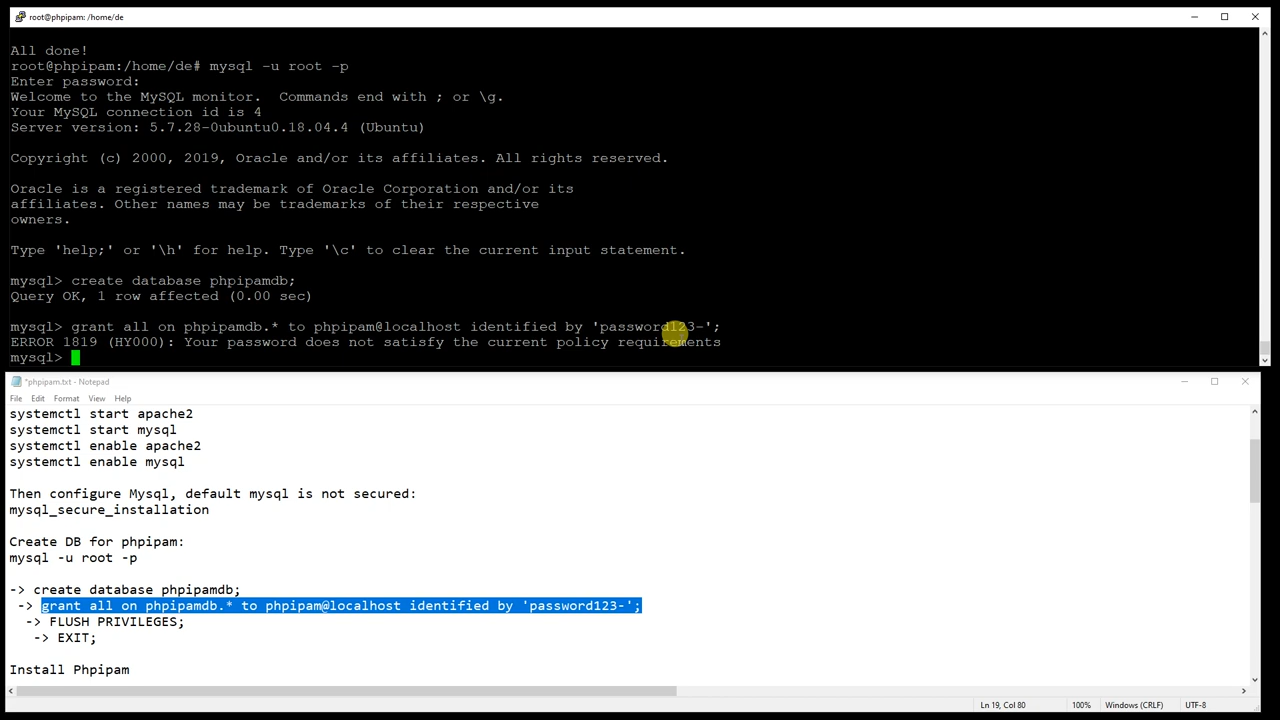 root@phpipam: /home/de
All done!
root@phpipam:/home/de# mysql -u root -p
Enter password:
Welcome to the MySQL monitor.  Commands end with ; or \g.
Your MySQL connection id is 4
Server version: 5.7.28-0ubuntu0.18.04.4 (Ubuntu)
Copyright (c) 2000, 2019, Oracle and/or its affiliates. All rights reserved.
Oracle is a registered trademark of Oracle Corporation and/or its
affiliates. Other names may be trademarks of their respective
owners.
Type 'help;' or '\h' for help. Type '\c' to clear the current input statement.
mysql> create database phpipamdb;
Query OK, 1 row affected (0.00 sec)
mysql> grant all on phpipamdb.* to phpipam@localhost identified by 'password123-';
ERROR 1819 (HY000): Your password does not satisfy the current policy requirements
mysql>
*phpipam.txt - Notepad
File Edit Format View Help
systemctl start apache2
systemctl start mysql
systemctl enable apache2
systemctl enable mysql
Then configure Mysql, default mysql is not secured:
mysql_secure_installation
Create DB for phpipam:
mysql -u root -p
-> create database phpipamdb;
-> grant all on phpipamdb.* to phpipam@localhost identified by 'password123-';
-> FLUSH PRIVILEGES;
-> EXIT;
Install Phpipam
Ln 19, Col 80 100% Windows (CRLF) UTF-8